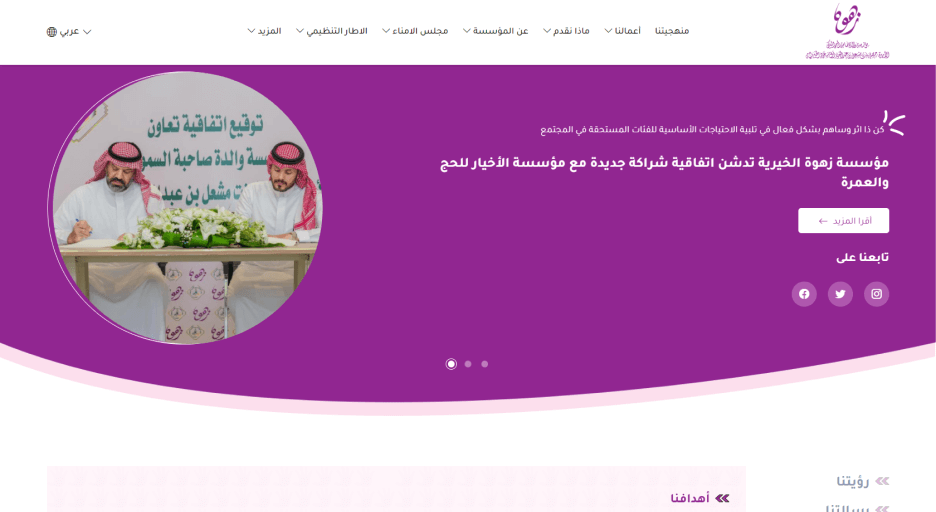 زهوة
منهجيتنا
أعمالنا
ماذا نقدم
عن المؤسسة
مجلس الامناء
الاطار التنظيمي
المزيد
عربي
كن ذا اثر وساهم بشكل فعال في تلبية الاحتياجات الأساسية للفئات المستحقة في المجتمع
مؤسسة زهوة الخيرية تدشن اتفاقية شراكة جديدة مع مؤسسة الأخيار للحج
والعمرة
أقرا المزيد
تابعنا على
توقيع اتفاقية تعاون
سة والدة صاحبة السمو
ت مشعل بن عبد
رؤيتنا
رسالتنا
أهدافنا